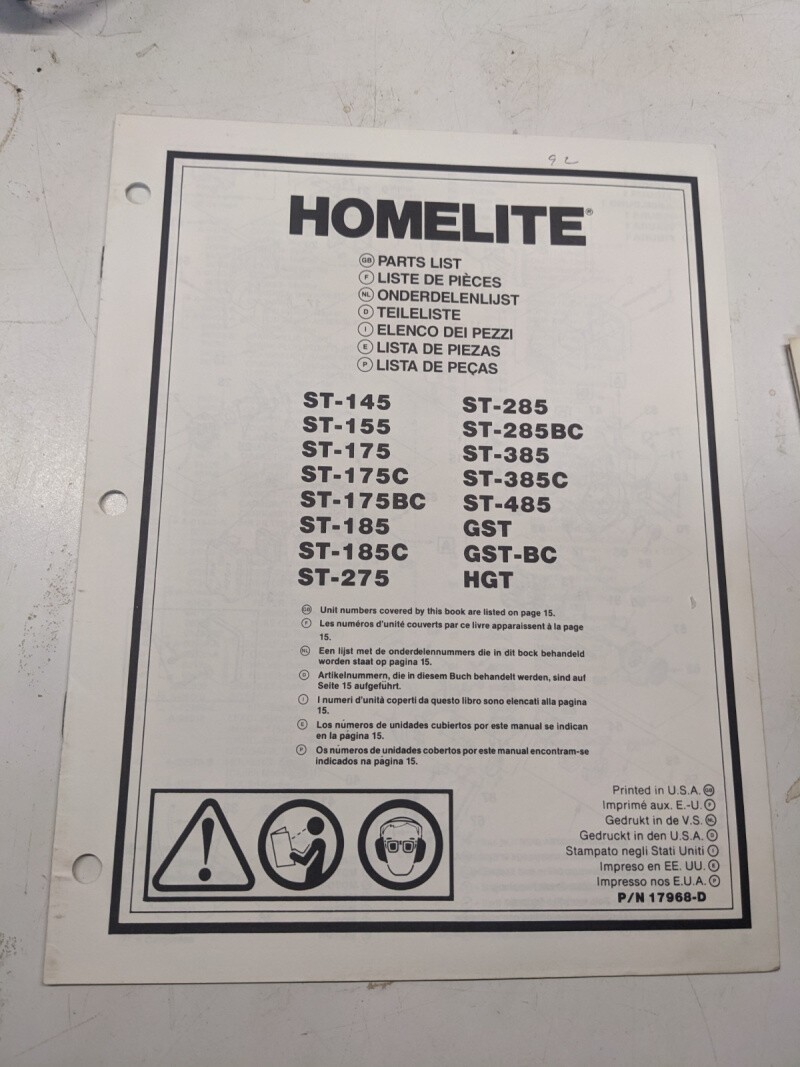 92
HOMELITE®
GB PARTS LIST
F LISTE DE PIÈCES
NL ONDERDELENLIJST
D TEILELISTE
I ELENCO DEI PEZZI
E LISTA DE PIEZAS
P LISTA DE PEÇAS
ST-145
ST-155
ST-175
ST-175C
ST-175BC
ST-185
ST-185C
ST-275
ST-285
ST-285BC
ST-385
ST-385C
ST-485
GST
GST-BC
HGT
GB Unit numbers covered by this book are listed on page 15.
F Les numéros d'unité couverts par ce livre apparaissent à la page
15.
NL Een lijst met de onderdelennummers die in dit bock behandeld
worden staat op pagina 15.
D Artikelnummern, die in diesem Buch behandelt werden, sind auf
Seite 15 aufgeführt.
I I numeri d'unità coperti da questo libro sono elencati alla pagina
15.
E Los números de unidades cubiertos por este manual se indican
en la página 15.
P Os números de unidades cobertos por este manual encontram-se
indicados na página 15.
Printed in U.S.A. GB
Imprimé aux. E.-U. F
Gedrukt in de V.S. NL
Gedruckt in den U.S.A. D
Stampato negli Stati Uniti I
Impreso en EE. UU. E
Impresso nos E.U.A. P
P/N 17968-D